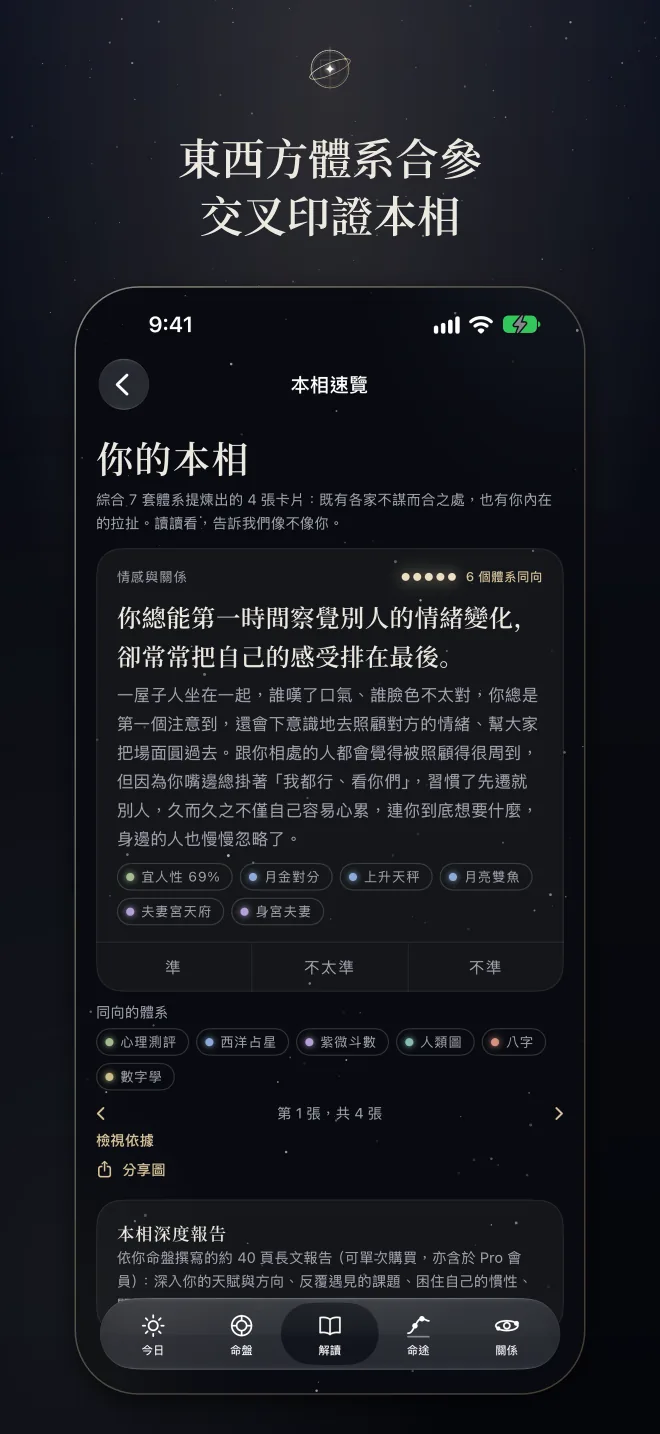 東西方體系合參
交叉印證本相
9:41
本相速覽
你的本相
綜合 7 套體系提煉出的 4 張卡片：既有各家不謀而合之處，也有你內在
的拉扯。讀讀看，告訴我們像不像你。
情感與關係
6 個體系同向
你總能第一時間察覺別人的情緒變化，
卻常常把自己的感受排在最後。
一屋子人坐在一起，誰嘆了口氣、誰臉色不太對，你總是
第一個注意到，還會下意識地去照顧對方的情緒、幫大家
把場面圓過去。跟你相處的人都會覺得被照顧得很周到，
但因為你嘴邊總掛著「我都行、看你們」，習慣了先遷就
別人，久而久之不僅自己容易心累，連你到底想要什麼，
身邊的人也慢慢忽略了。
宜人性 69% 月金對分 上升天秤 月亮雙魚
夫妻宮天府 身宮夫妻
準 不太準 不準
同向的體系
心理測評 西洋占星 紫微斗數 人類圖 八字
數字學
第 1 張，共 4 張
檢視依據
分享圖
本相深度報告
依你命盤撰寫的約 40 頁長文報告（可單次購買，亦含於 Pro 會
員）：深入你的天賦與方向、反覆遇見的課題、困住自己的慣性、
今日 命盤 解讀 命途 關係